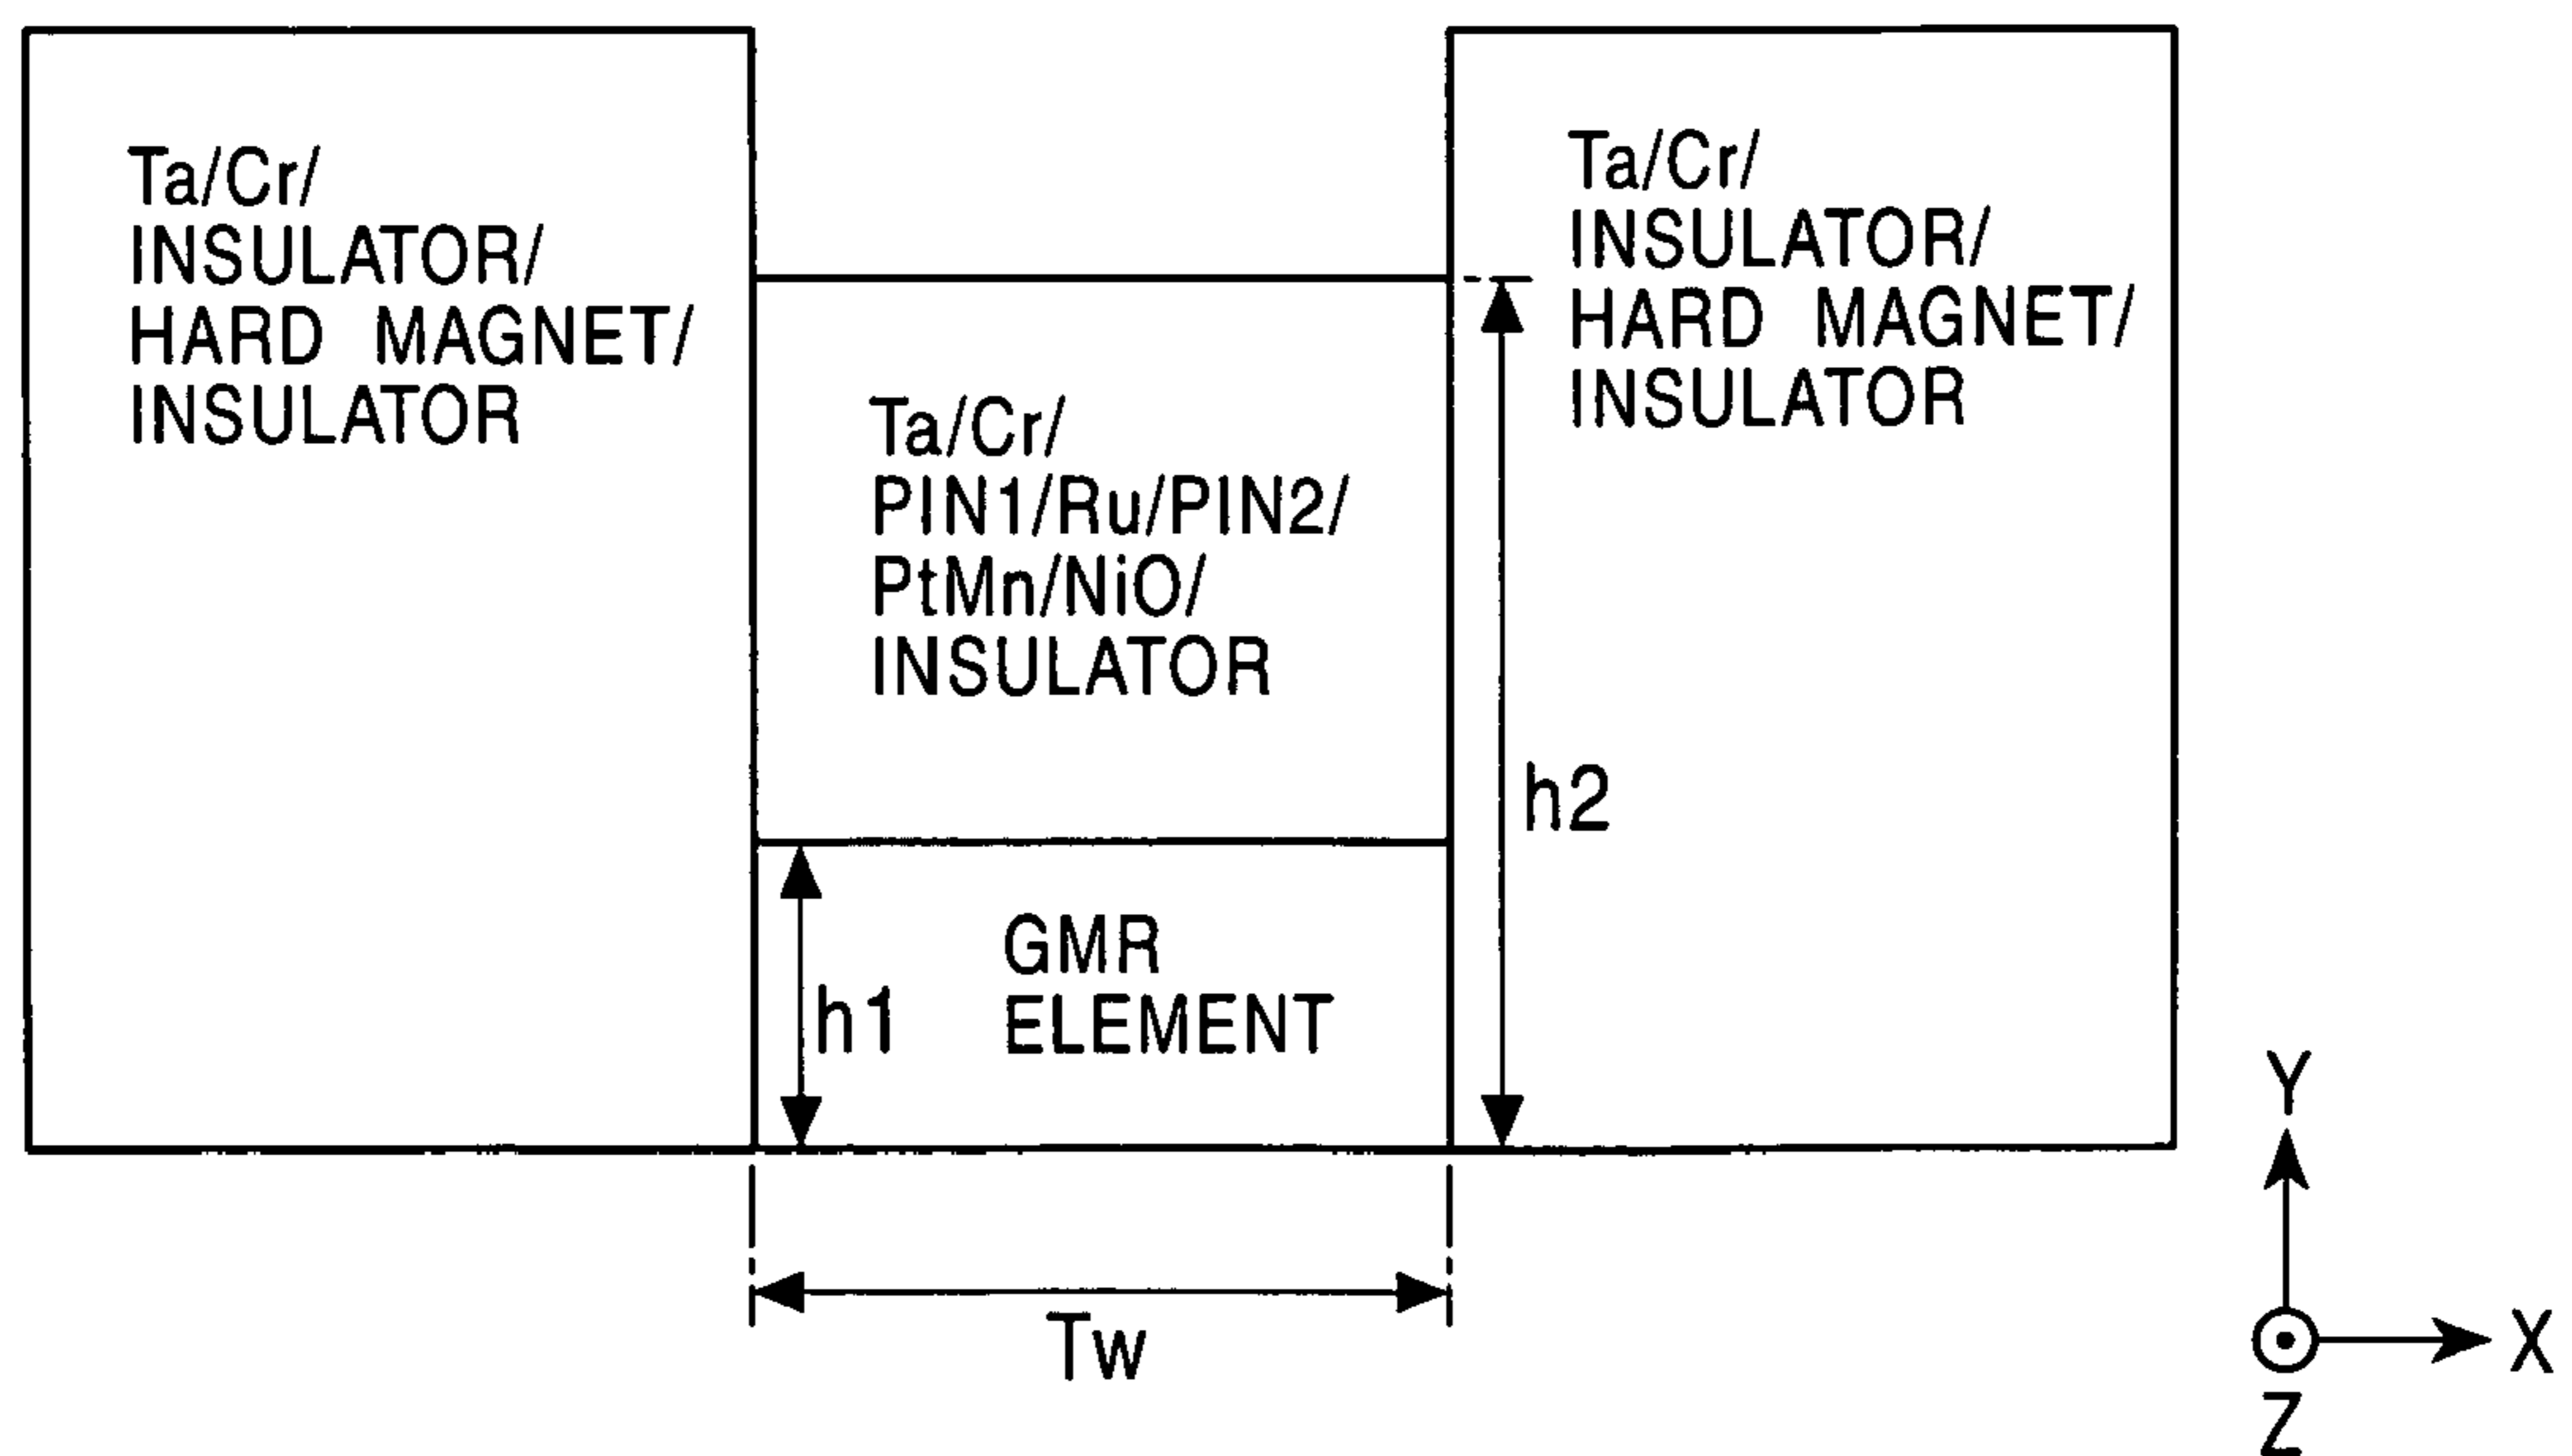 Ta/Cr/
INSULATOR/
HARD MAGNET/
INSULATOR
Ta/Cr/
PIN1/Ru/PIN2/
PtMn/NiO/
INSULATOR
Ta/Cr/
INSULATOR/
HARD MAGNET/
INSULATOR
h2
h1
GMR
ELEMENT
Tw
Y
X
Z